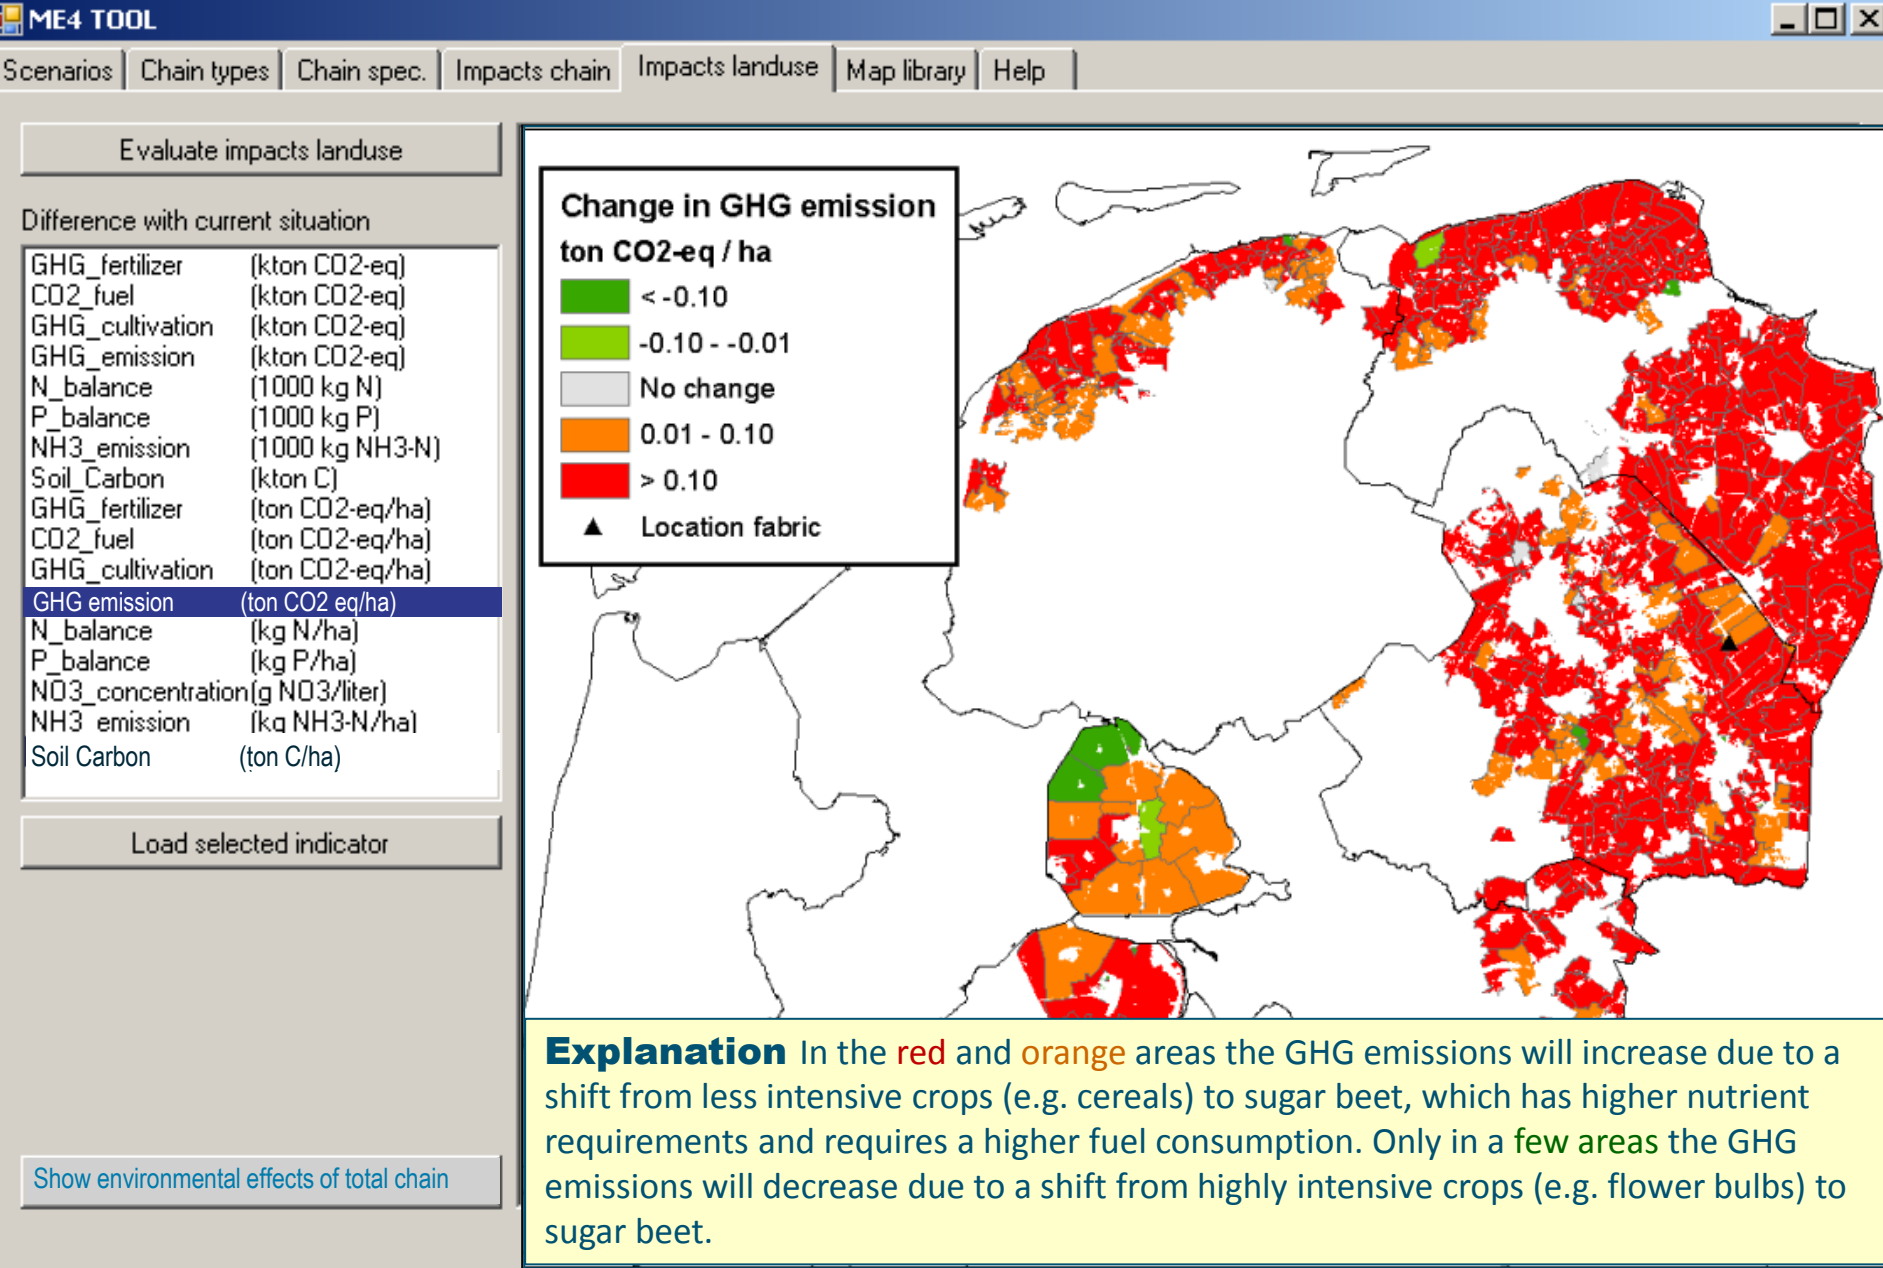 ME4 TOOL
Scenarios Chain types Chain spec. Impacts chain Impacts landuse Map library Help
Evaluate impacts landuse
Difference with current situation
GHG_fertilizer (kton CO2-eq)
CO2_fuel (kton CO2-eq)
GHG_cultivation (kton CO2-eq)
GHG_emission (kton CO2-eq)
N_balance (1000 kg N)
P_balance (1000 kg P)
NH3_emission (1000 kg NH3-N)
Soil_Carbon (kton C)
GHG_fertilizer (ton CO2-eq/ha)
CO2_fuel (ton CO2-eq/ha)
GHG_cultivation (ton CO2-eq/ha)
GHG emission (ton CO2 eq/ha)
N_balance (kg N/ha)
P_balance (kg P/ha)
NO3_concentration(g NO3/liter)
NH3_emission (kg NH3-N/ha)
Soil Carbon (ton C/ha)
Load selected indicator
Show environmental effects of total chain
Change in GHG emission
ton CO2-eq / ha
< -0.10
-0.10 - -0.01
No change
0.01 - 0.10
> 0.10
Location fabric
Explanation In the red and orange areas the GHG emissions will increase due to a
shift from less intensive crops (e.g. cereals) to sugar beet, which has higher nutrient
requirements and requires a higher fuel consumption. Only in a few areas the GHG
emissions will decrease due to a shift from highly intensive crops (e.g. flower bulbs) to
sugar beet.